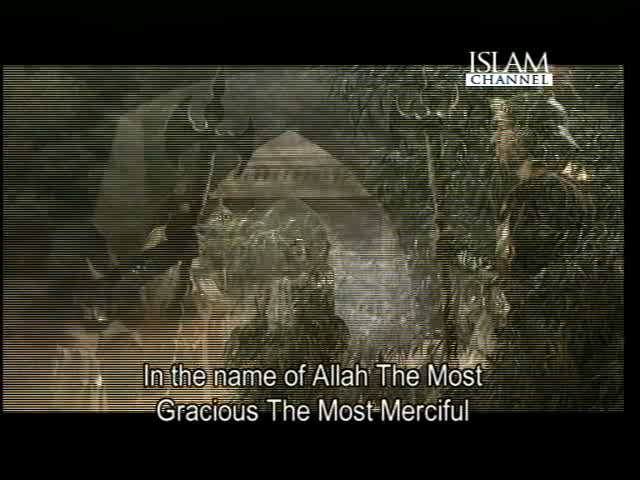 ISLAM
CHANNEL
In the name of Allah The Most
Gracious The Most Merciful